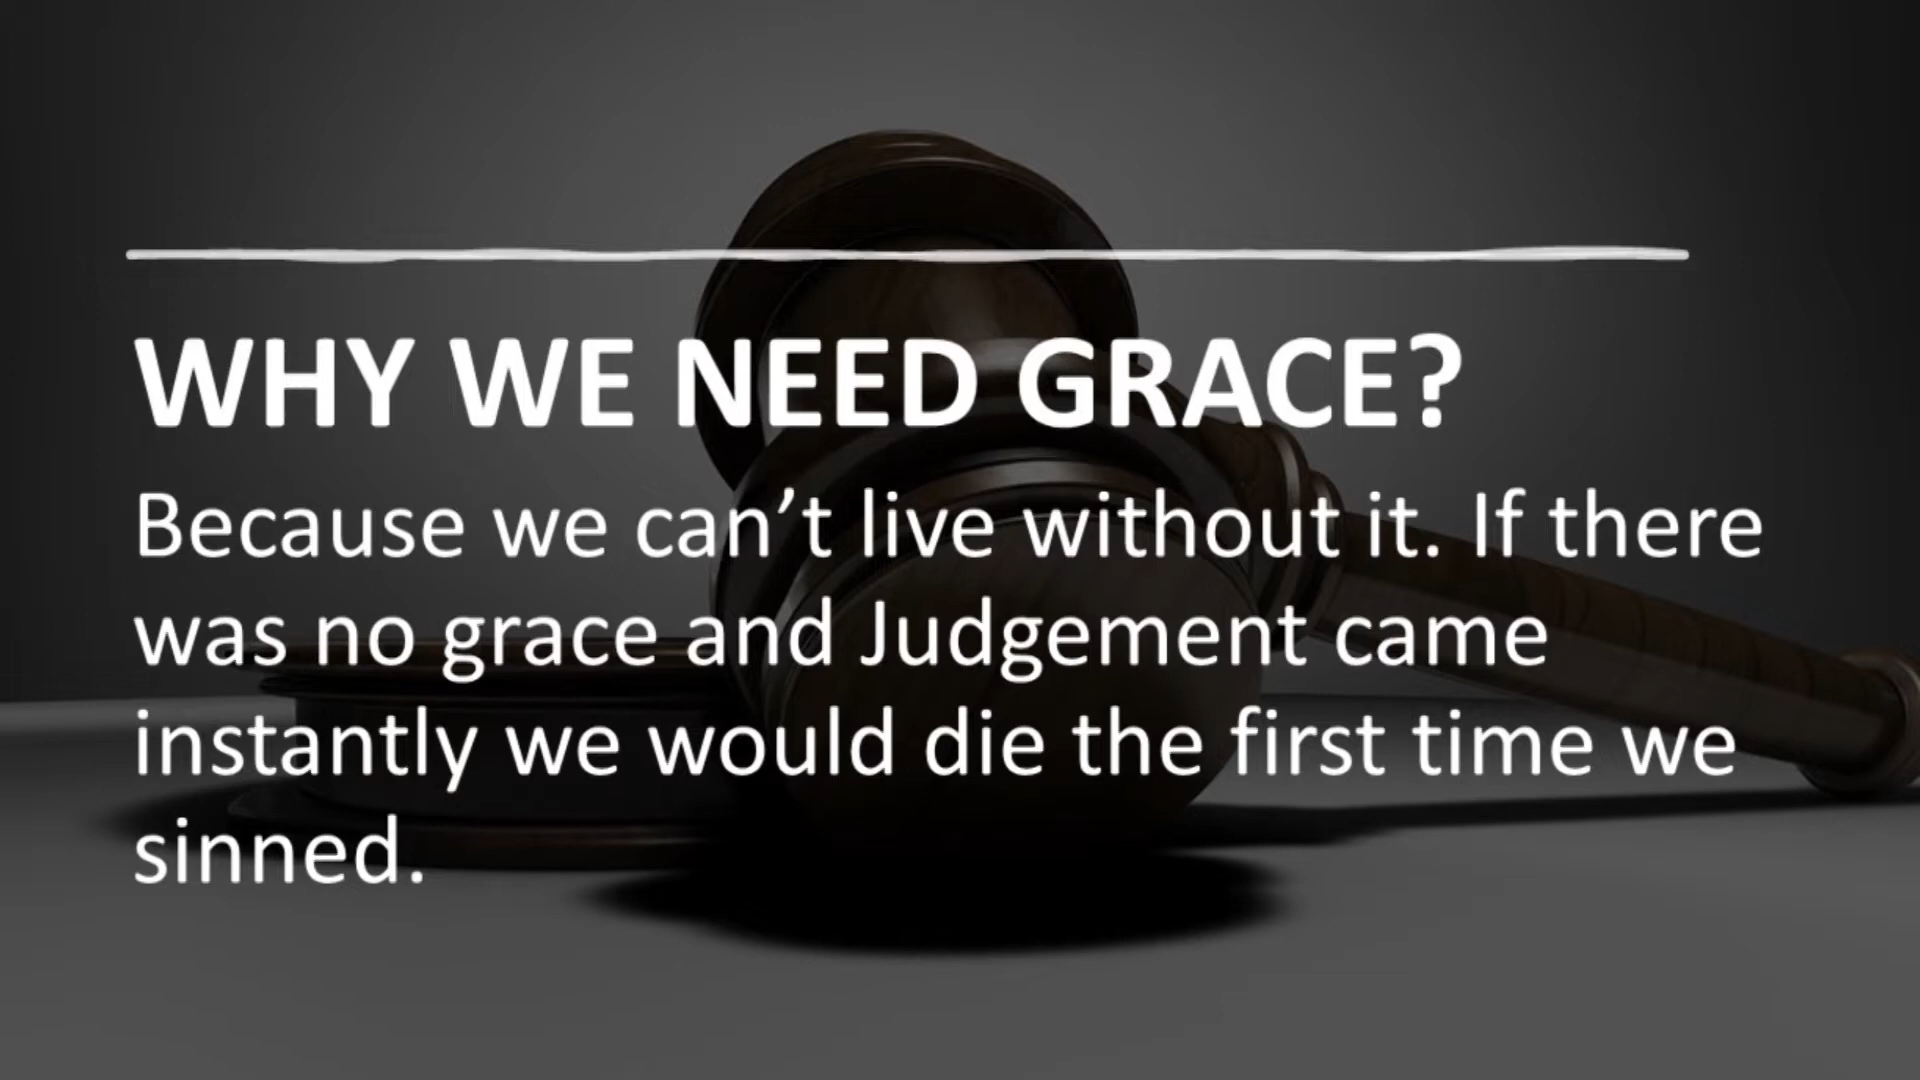 WHY WE NEED GRACE?
Because we can’t live without it. If there
was no grace and Judgement came
instantly we would die the first time we
sinned.